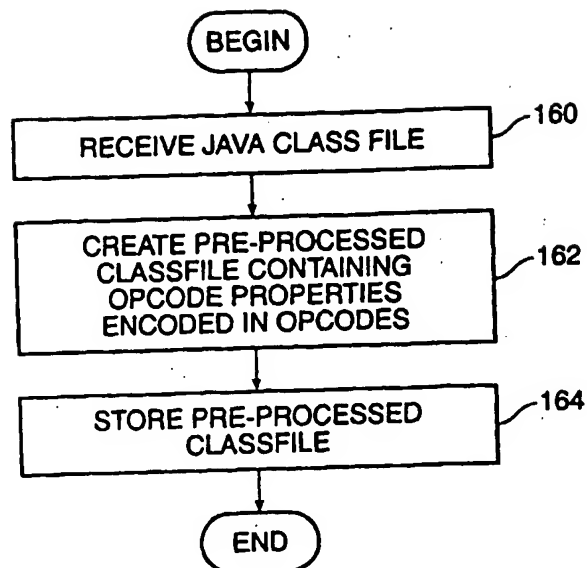 BEGIN
RECEIVE JAVA CLASS FILE
160
CREATE PRE-PROCESSED
CLASSFILE CONTAINING
OPCODE PROPERTIES
ENCODED IN OPCODES
162
STORE PRE-PROCESSED
CLASSFILE
164
END